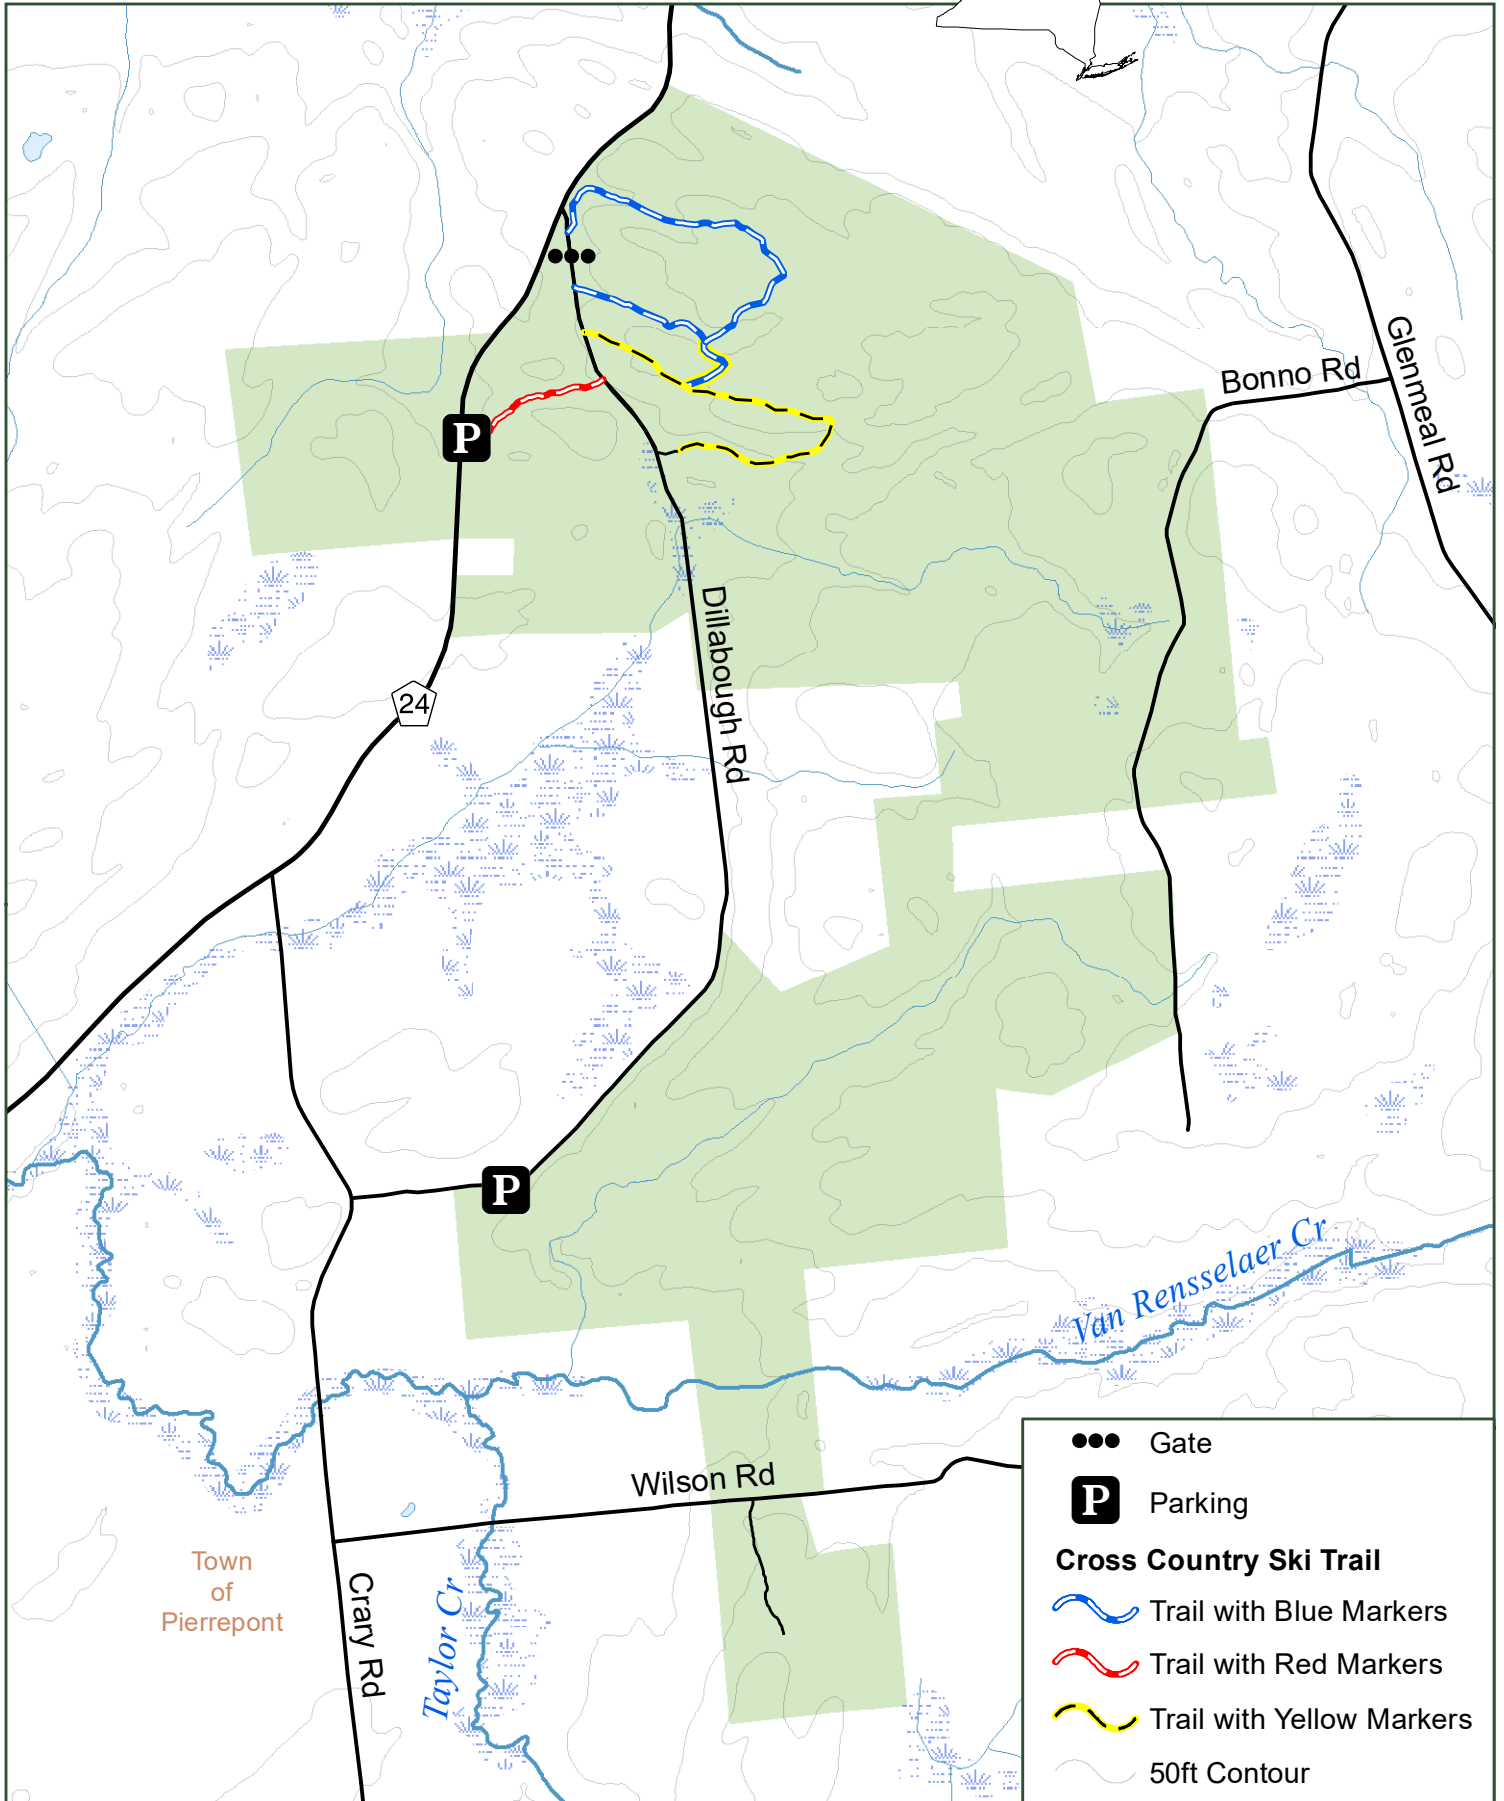 Glenmeal Rd
Bonno Rd
P
Dillabough Rd
24
P
Van Rensselaer Cr
Wilson Rd
Town
of
Pierrepont
Crary Rd
Taylor Cr
Gate
P Parking
Cross Country Ski Trail
Trail with Blue Markers
Trail with Red Markers
Trail with Yellow Markers
50ft Contour